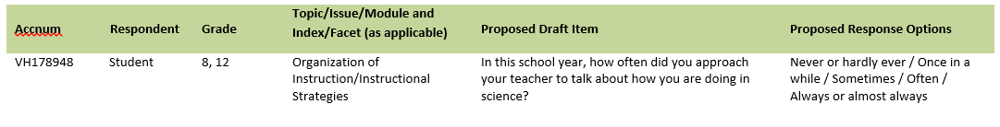 Accnum Respondent Grade Topic/Issue/Module and Index/Facet (as applicable) Proposed Draft Item Proposed Response Options
VH178948 Student 8, 12 Organization of Instruction/Instructional Strategies In this school year, how often did you approach your teacher to talk about how you are doing in science? Never or hardly ever / Once in a while / Sometimes / Often / Always or almost always